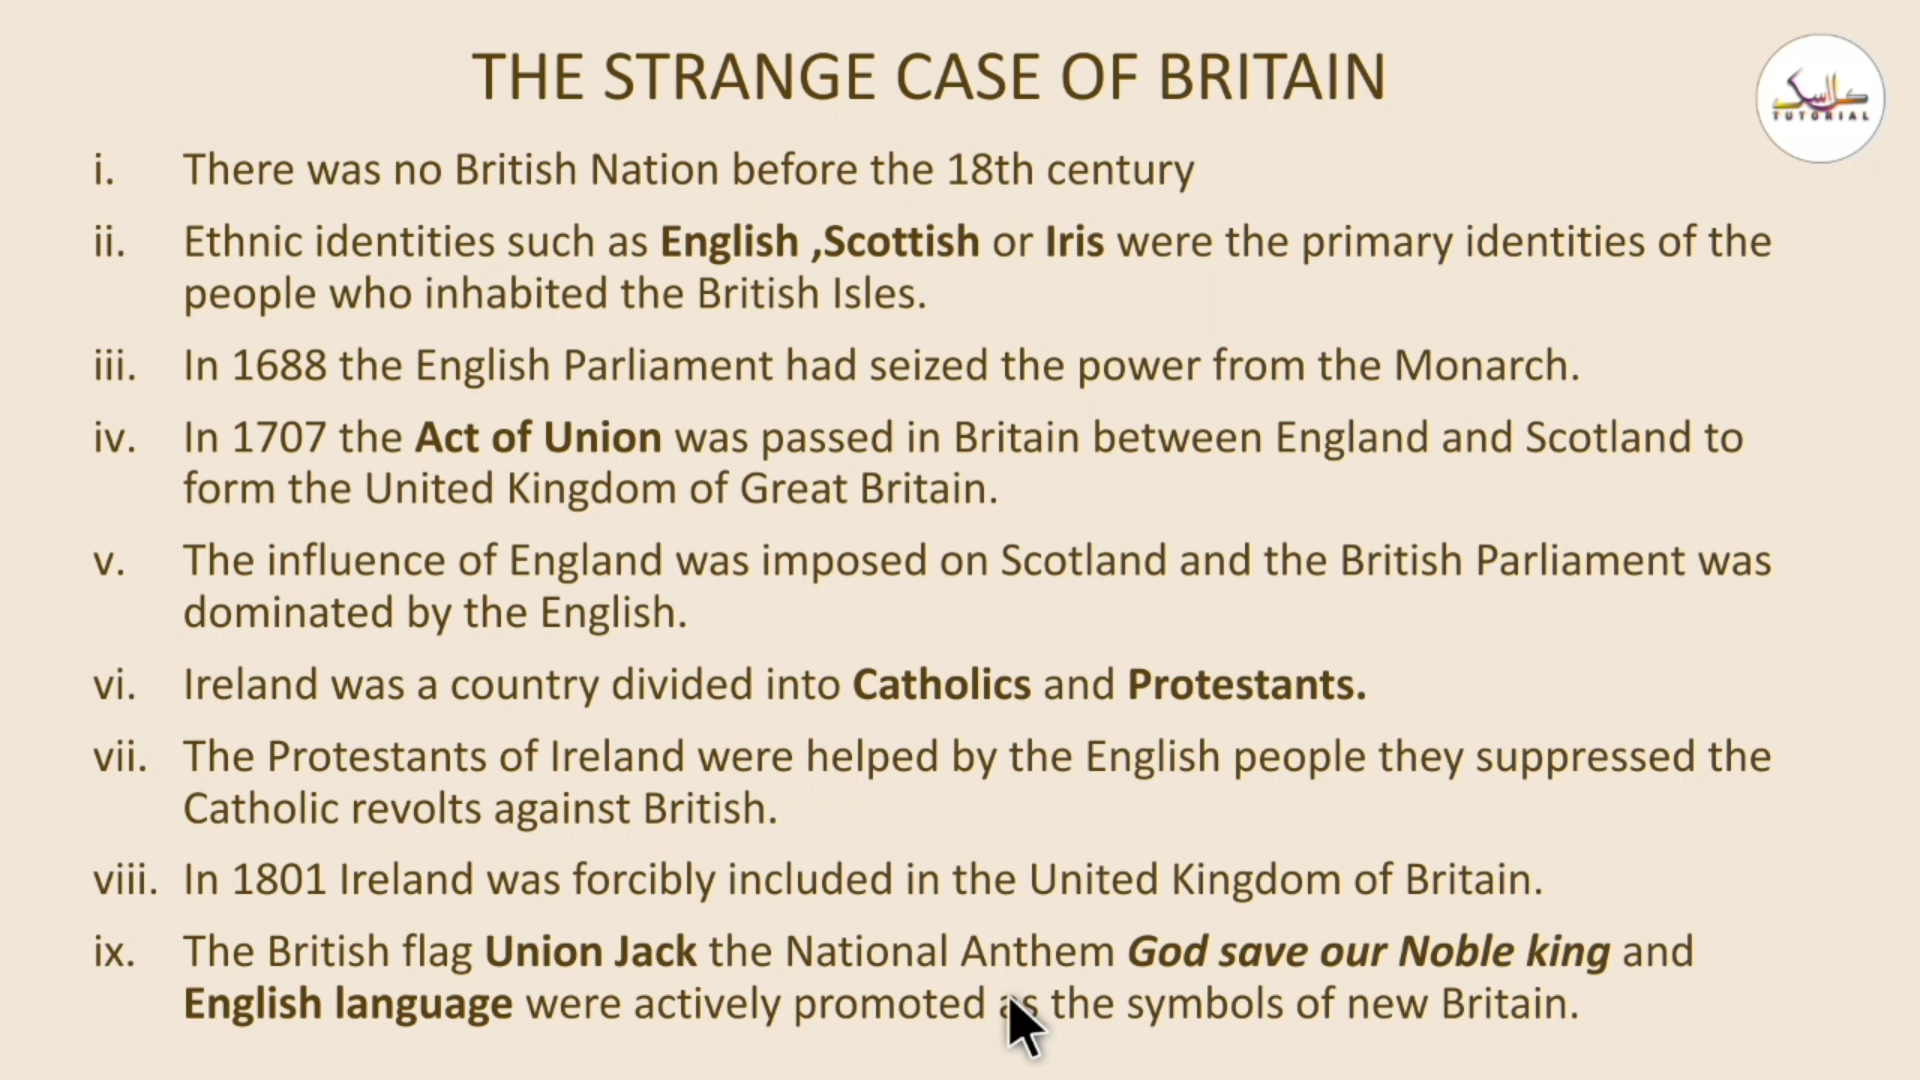 THE STRANGE CASE OF BRITAIN
کلاسک
TUTORIAL
i. There was no British Nation before the 18th century
ii. Ethnic identities such as English ,Scottish or Iris were the primary identities of the
people who inhabited the British Isles.
iii. In 1688 the English Parliament had seized the power from the Monarch.
iv. In 1707 the Act of Union was passed in Britain between England and Scotland to
form the United Kingdom of Great Britain.
v. The influence of England was imposed on Scotland and the British Parliament was
dominated by the English.
vi. Ireland was a country divided into Catholics and Protestants.
vii. The Protestants of Ireland were helped by the English people they suppressed the
Catholic revolts against British.
viii. In 1801 Ireland was forcibly included in the United Kingdom of Britain.
ix. The British flag Union Jack the National Anthem God save our Noble king and
English language were actively promoted as the symbols of new Britain.